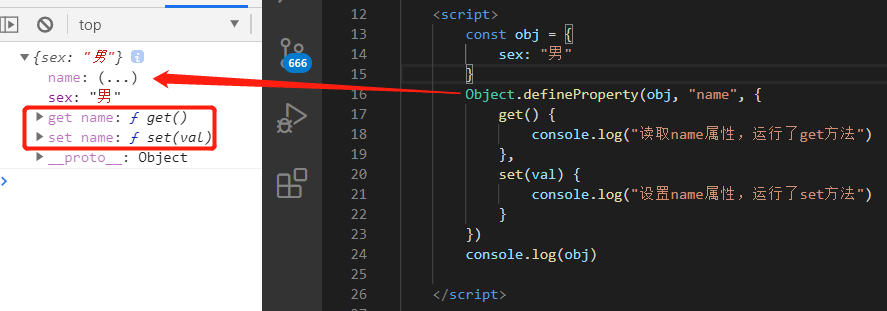 top
{sex: "男"} i
name: (...)
sex: "男"
get name: ƒ get()
set name: ƒ set(val)
__proto__: Object
666
12 <script>
13 const obj = {
14 sex: "男"
15 }
16 Object.defineProperty(obj, "name", {
17 get() {
18 console.log("读取name属性，运行了get方法")
19 },
20 set(val) {
21 console.log("设置name属性，运行了set方法")
22 }
23 })
24 console.log(obj)
25
26 </script>